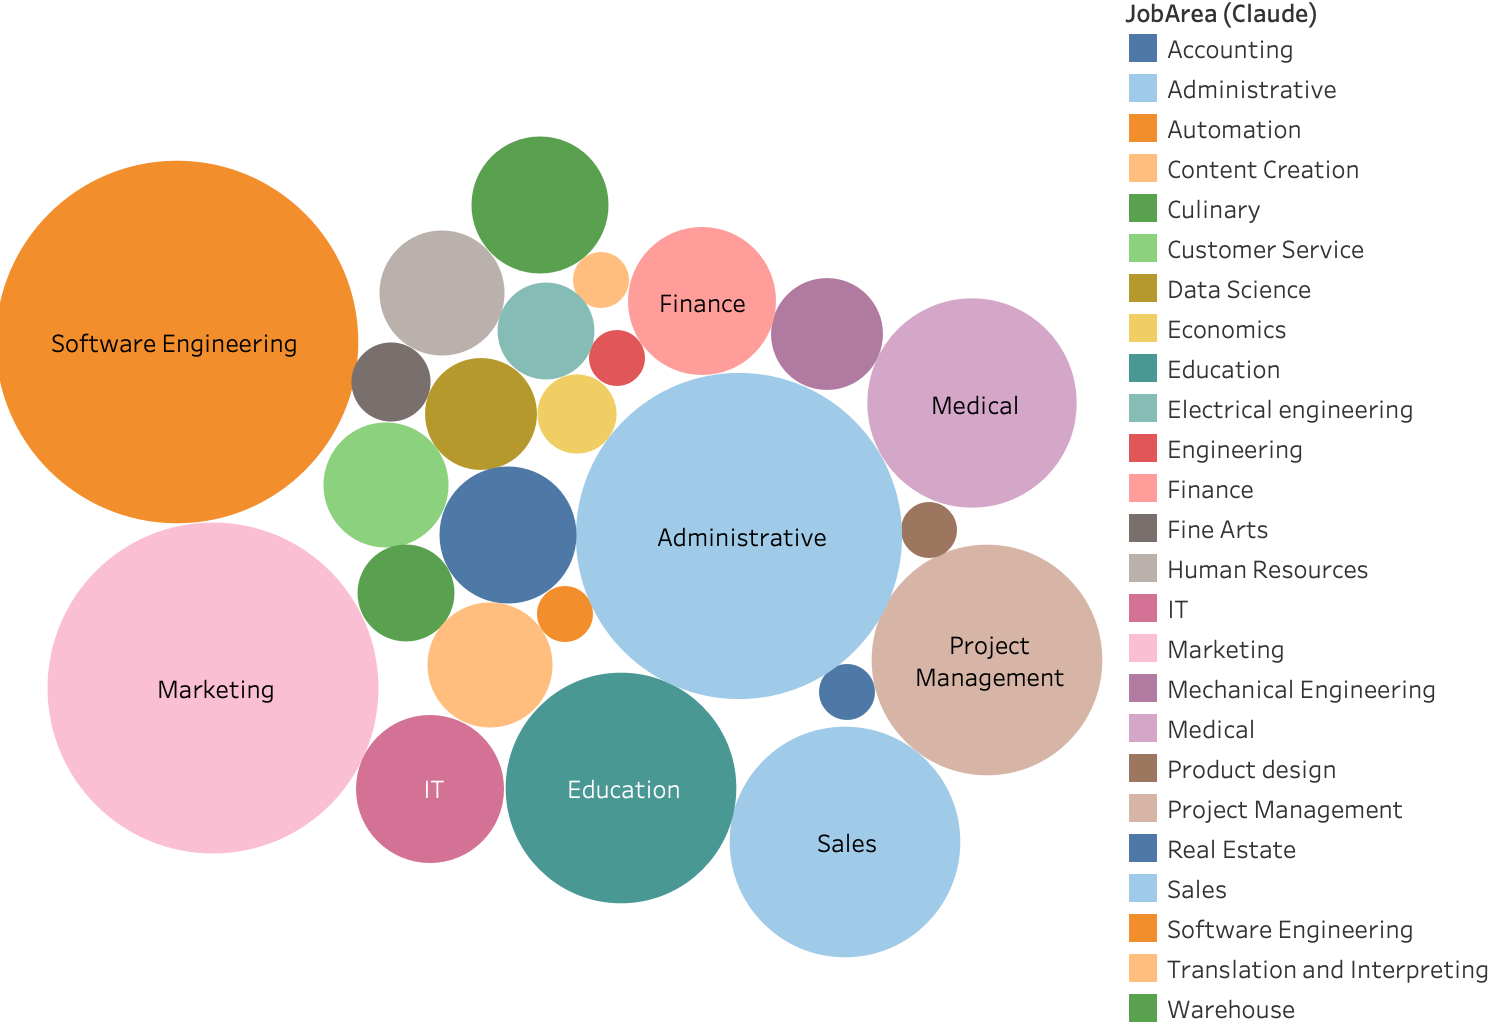 JobArea (Claude)
Accounting
Administrative
Automation
Content Creation
Culinary
Customer Service
Data Science
Economics
Education
Electrical engineering
Engineering
Finance
Fine Arts
Human Resources
IT
Marketing
Mechanical Engineering
Medical
Product design
Project Management
Real Estate
Sales
Software Engineering
Translation and Interpreting
Warehouse
Finance
Software Engineering
Medical
Administrative
Project
Management
Marketing
IT
Education
Sales